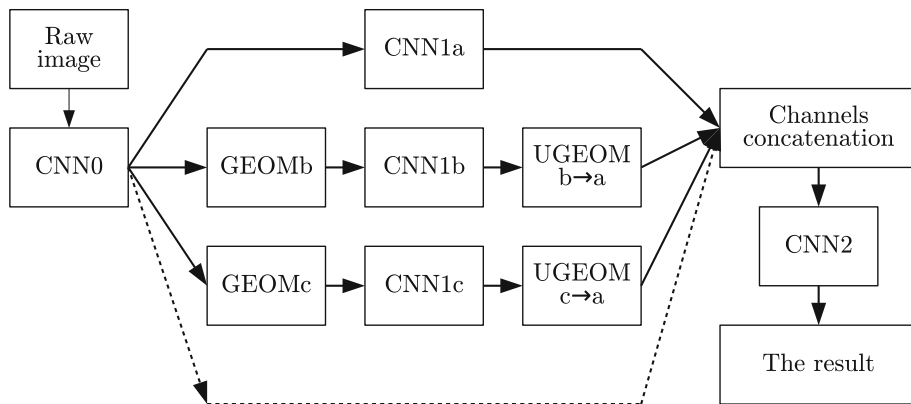 Raw
image
CNN0
CNN1a
GEOMb
CNN1b
UGEOM
b→a
GEOMc
CNN1c
UGEOM
c→a
Channels
concatenation
CNN2
The result